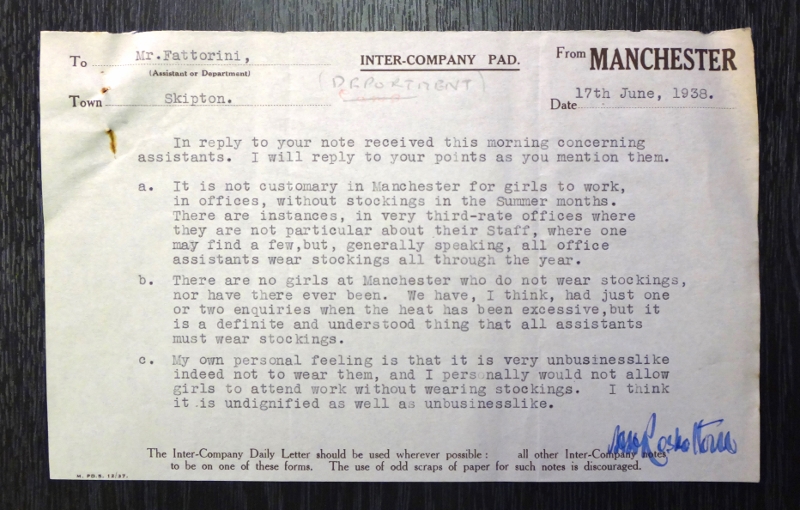 To Mr.Fattorini,
(Assistant or Department)
INTER-COMPANY PAD.
From MANCHESTER
(DEPORTMENT)
Town Skipton.
Date 17th June, 1938.
In reply to your note received this morning concerning
assistants. I will reply to your points as you mention them.
a. It is not customary in Manchester for girls to work,
in offices, without stockings in the Summer months.
There are instances, in very third-rate offices where
they are not particular about their Staff, where one
may find a few,but, generally speaking, all office
assistants wear stockings all through the year.
b. There are no girls at Manchester who do not wear stockings,
nor have there ever been. We have, I think, had just one
or two enquiries when the heat has been excessive,but it
is a definite and understood thing that all assistants
must wear stockings.
c. My own personal feeling is that it is very unbusinesslike
indeed not to wear them, and I personally would not allow
girls to attend work without wearing stockings. I think
it is undignified as well as unbusinesslike.
The Inter-Company Daily Letter should be used wherever possible : all other Inter-Company notes
to be on one of these forms. The use of odd scraps of paper for such notes is discouraged.
M. PD.8. 12/37.